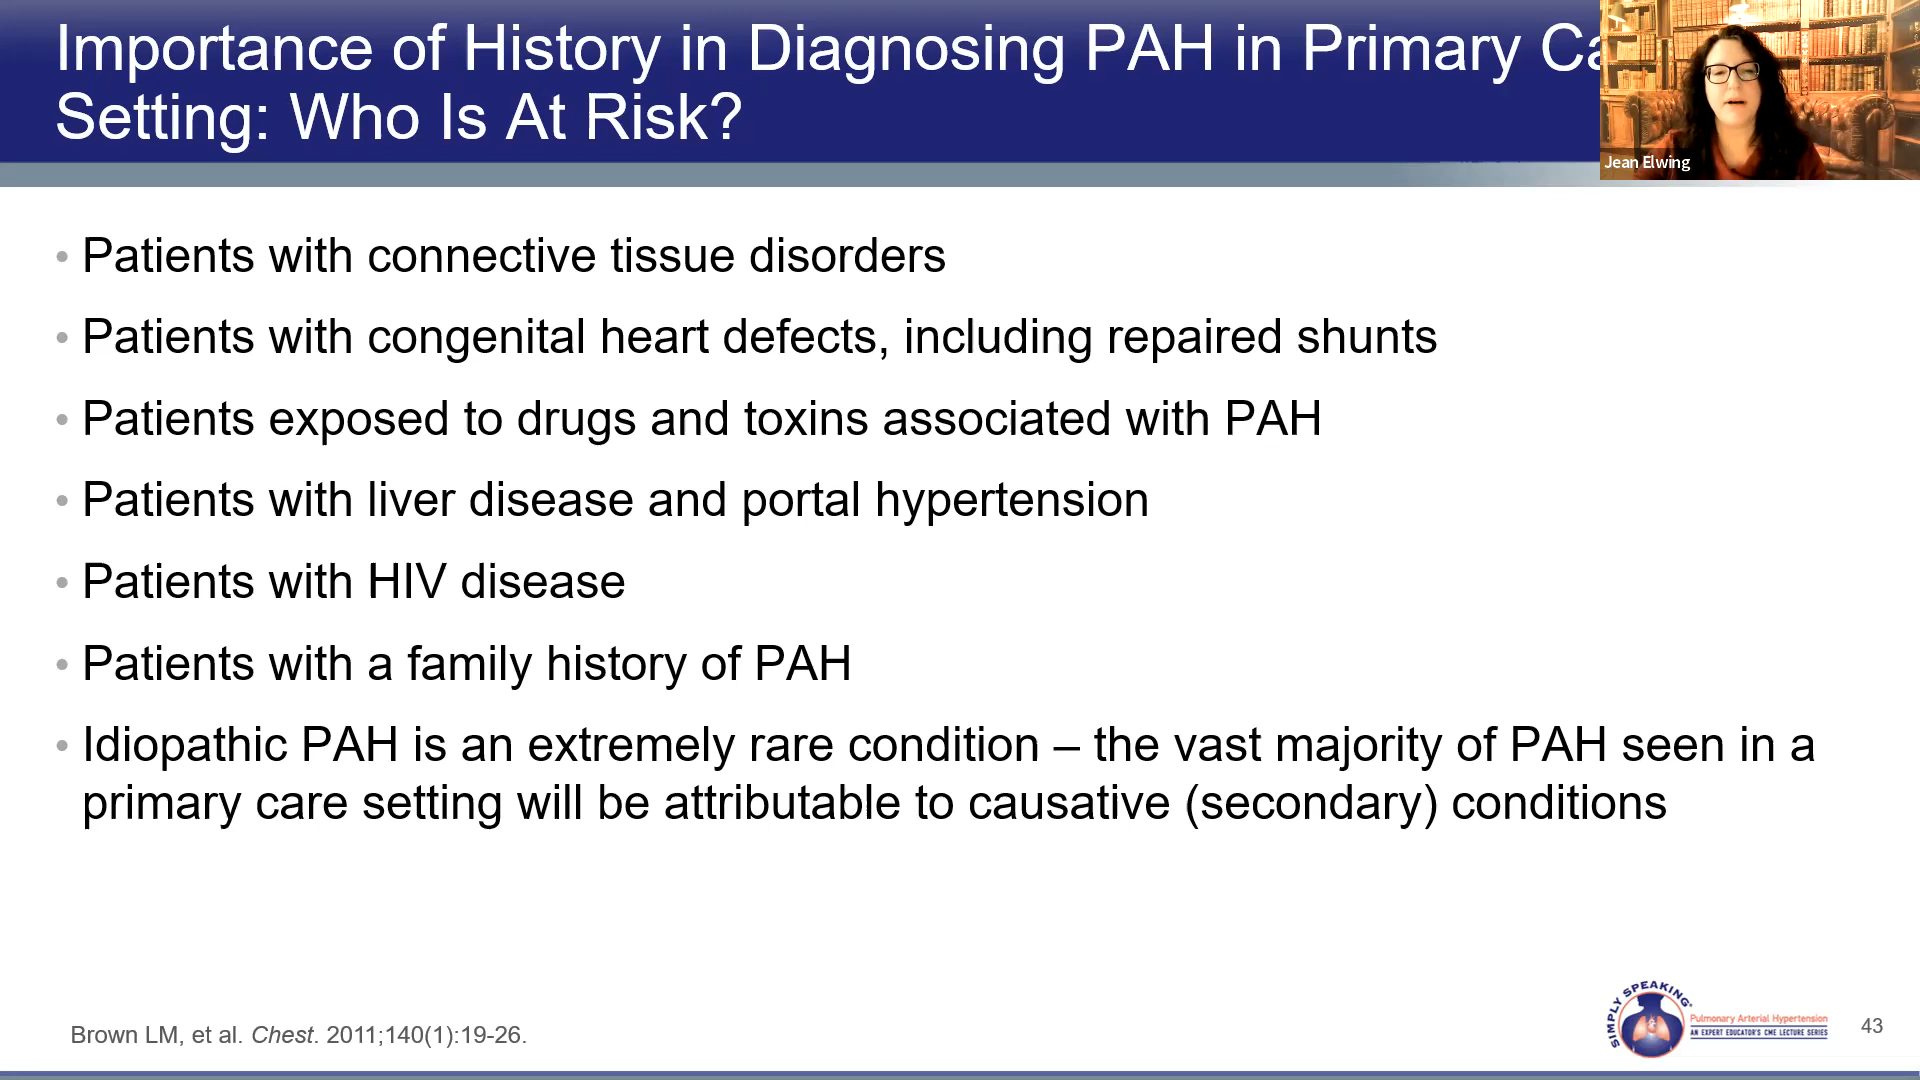 Importance of History in Diagnosing PAH in Primary Ca
Setting: Who Is At Risk?
Jean Elwing
• Patients with connective tissue disorders
• Patients with congenital heart defects, including repaired shunts
• Patients exposed to drugs and toxins associated with PAH
• Patients with liver disease and portal hypertension
• Patients with HIV disease
• Patients with a family history of PAH
• Idiopathic PAH is an extremely rare condition – the vast majority of PAH seen in a
primary care setting will be attributable to causative (secondary) conditions
Brown LM, et al. Chest. 2011;140(1):19-26.
SIMPLY SPEAKING®
Pulmonary Arterial Hypertension
AN EXPERT EDUCATOR'S CME LECTURE SERIES
43